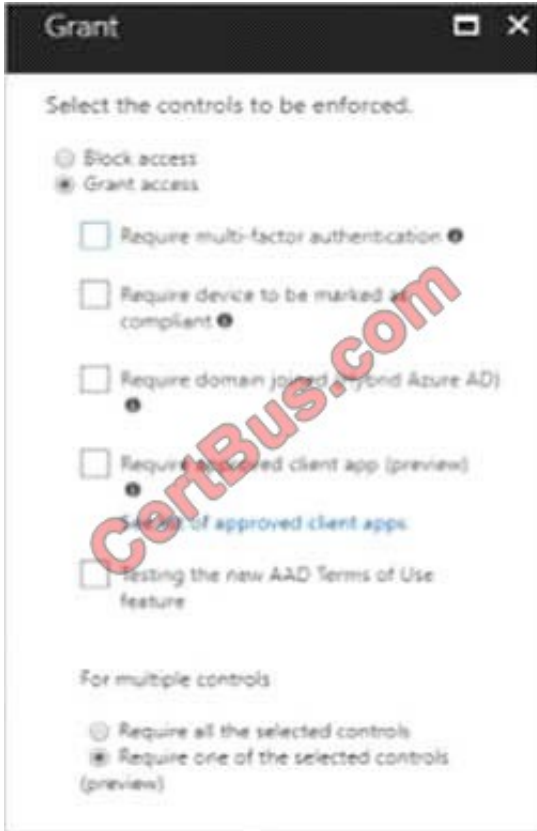 Grant
Select the controls to be enforced.
Block access
Grant access
Require multi-factor authentication
Require device to be marked as
compliant
Require domain joined (Hybrid Azure AD)
Require approved client app (preview)
See list of approved client apps
Testing the new AAD Terms of Use
feature
For multiple controls
Require all the selected controls
Require one of the selected controls
(preview)
CertBus.com